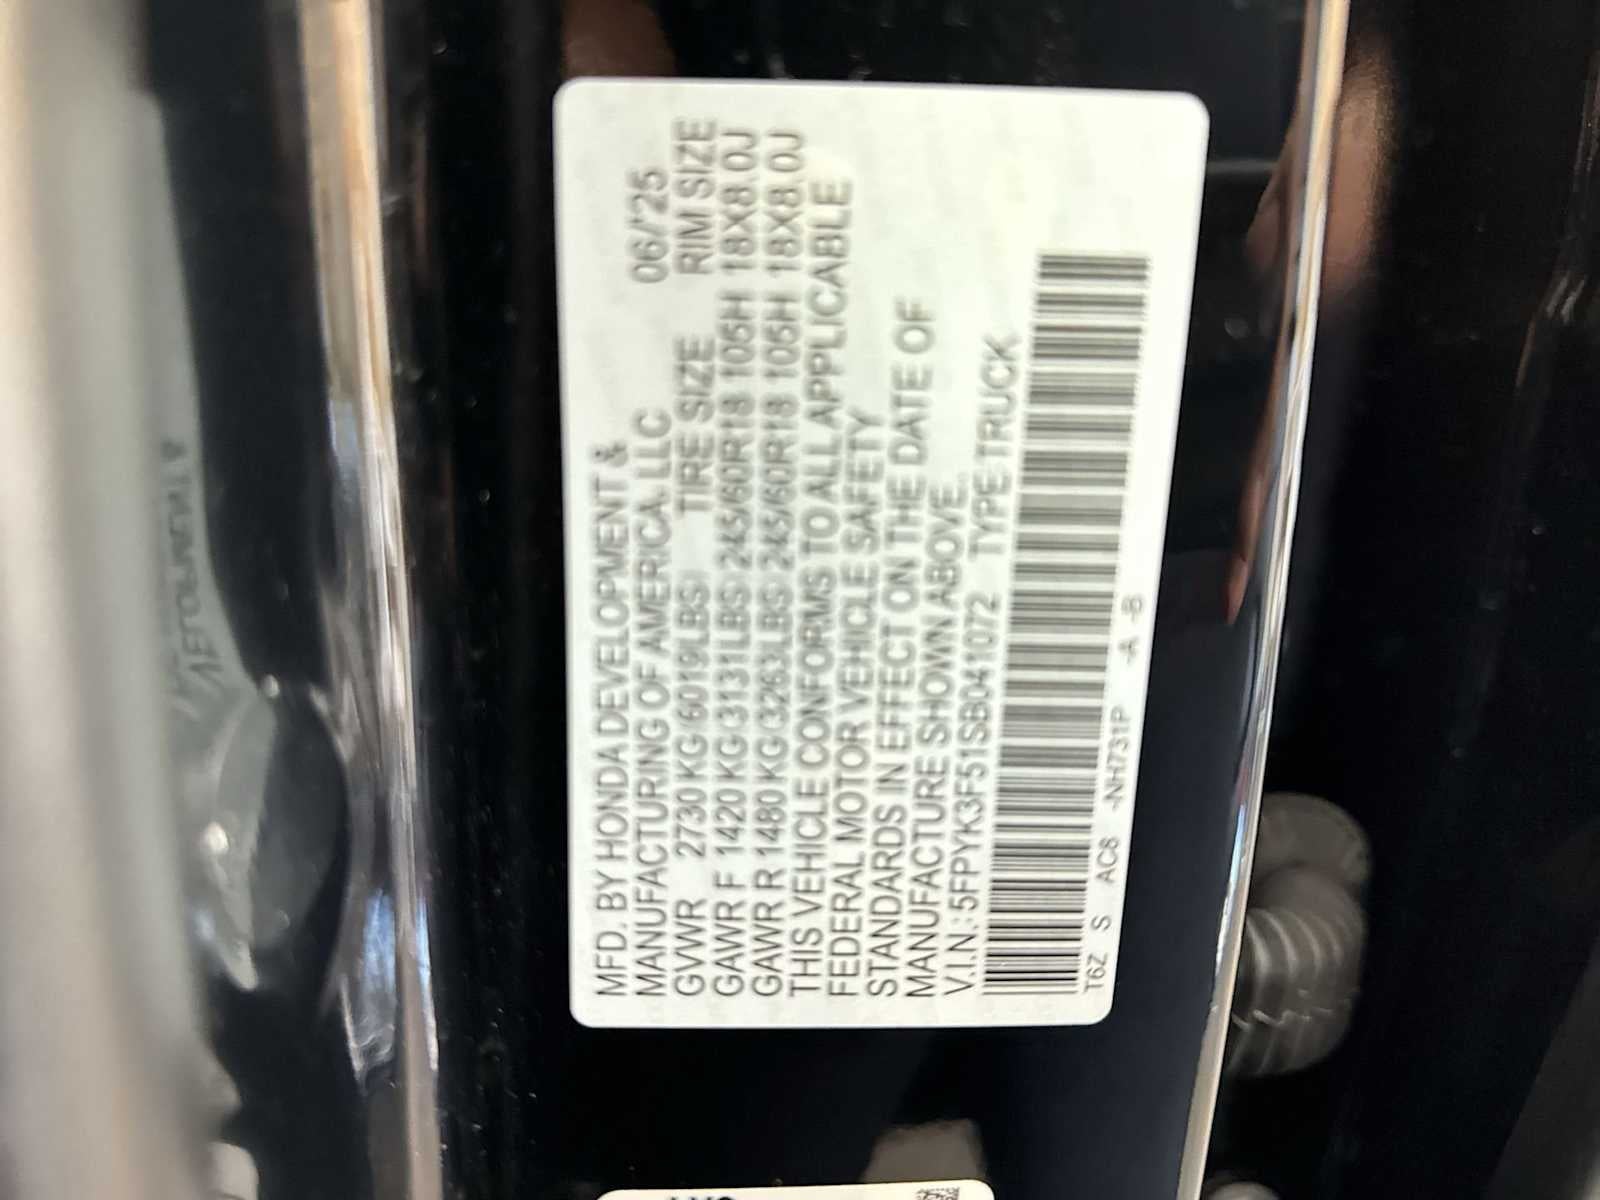 MFD. BY HONDA DEVELOPMENT &
MANUFACTURING OF AMERICA, LLC 06/'25
GVWR 2730 KG (6019LBS) TIRE SIZE RIM SIZE
GAWR F 1420 KG (3131LBS) 245/60R18 105H 18X8.0J
GAWR R 1480 KG (3263LBS) 245/60R18 105H 18X8.0J
THIS VEHICLE CONFORMS TO ALL APPLICABLE
FEDERAL MOTOR VEHICLE SAFETY
STANDARDS IN EFFECT ON THE DATE OF
MANUFACTURE SHOWN ABOVE.
V.I.N.:5FPYK3F51SB041072 TYPE:TRUCK
T6Z S AC8 -NH731P -A -B